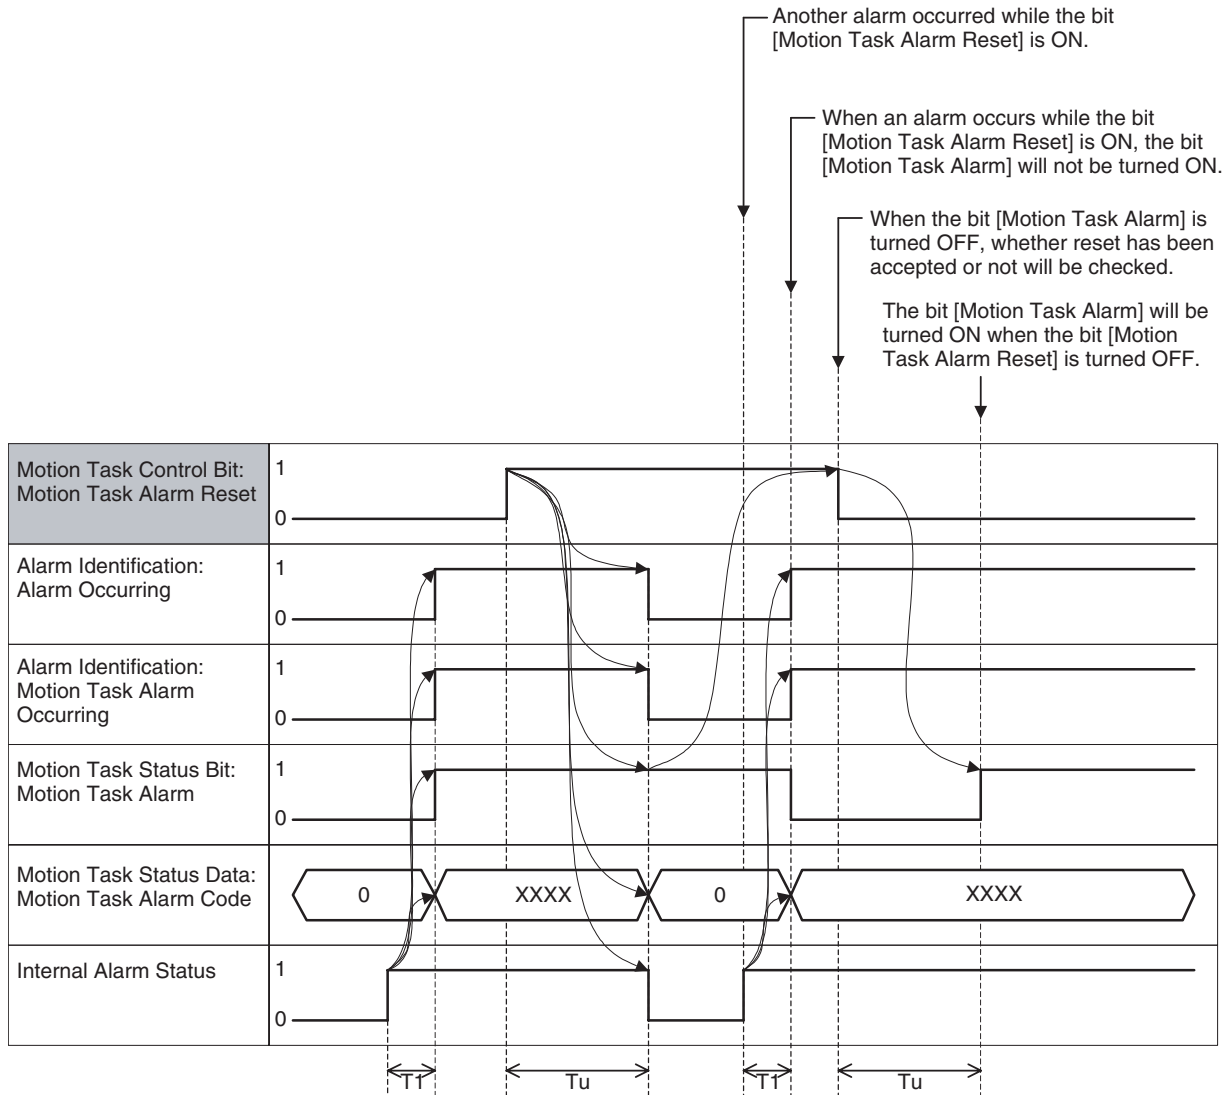 Another alarm occurred while the bit
[Motion Task Alarm Reset] is ON.
When an alarm occurs while the bit
[Motion Task Alarm Reset] is ON, the bit
[Motion Task Alarm] will not be turned ON.
When the bit [Motion Task Alarm] is
turned OFF, whether reset has been
accepted or not will be checked.
The bit [Motion Task Alarm] will be
turned ON when the bit [Motion
Task Alarm Reset] is turned OFF.
Motion Task Control Bit:
Motion Task Alarm Reset
1
0
Alarm Identification:
Alarm Occurring
1
0
Alarm Identification:
Motion Task Alarm
Occurring
1
0
Motion Task Status Bit:
Motion Task Alarm
1
0
Motion Task Status Data:
Motion Task Alarm Code
0
XXXX
0
XXXX
Internal Alarm Status
1
0
T1
Tu
T1
Tu